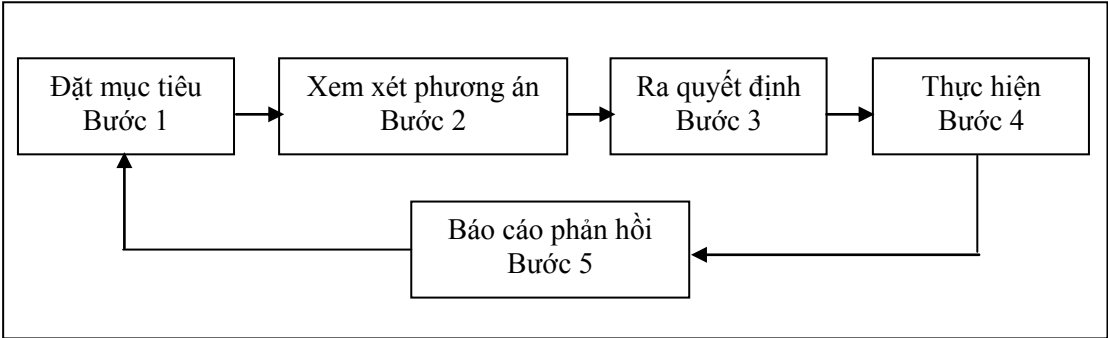 Đặt mục tiêu
Bước 1
Xem xét phương án
Bước 2
Ra quyết định
Bước 3
Thực hiện
Bước 4
Báo cáo phản hồi
Bước 5